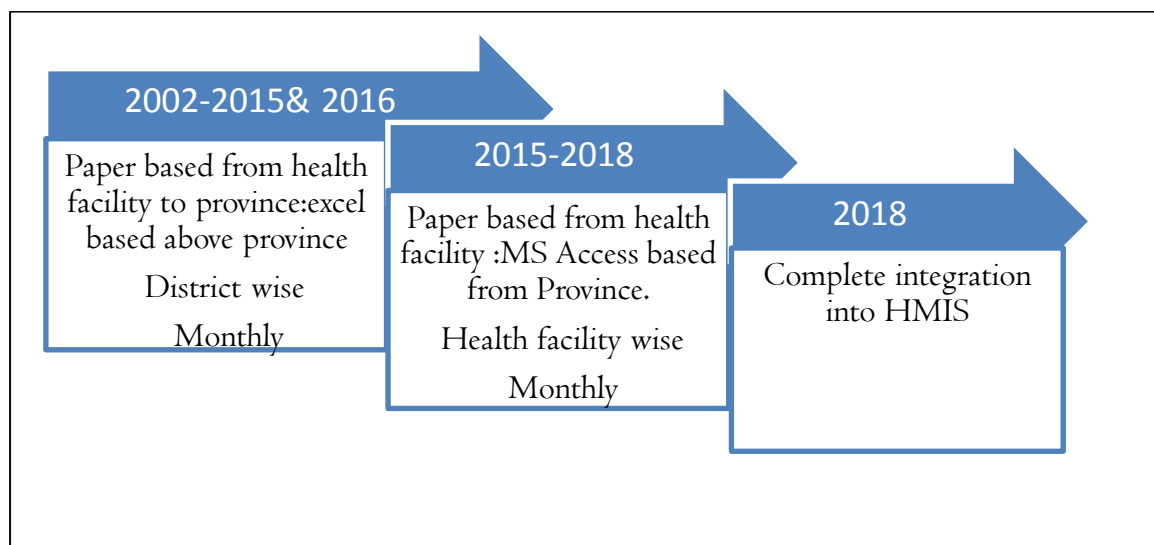 2002-2015& 2016
Paper based from health
facility to province:excel
based above province
District wise
Monthly
2015-2018
Paper based from health
facility :MS Access based
from Province.
Health facility wise
Monthly
2018
Complete integration
into HMIS